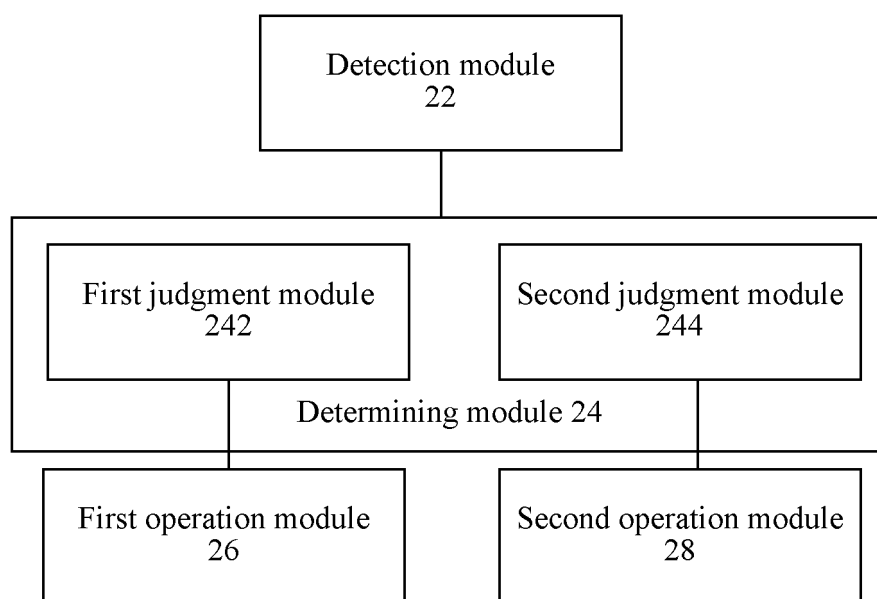 Detection module
22
First judgment module
242
Second judgment module
244
Determining module 24
First operation module
26
Second operation module
28